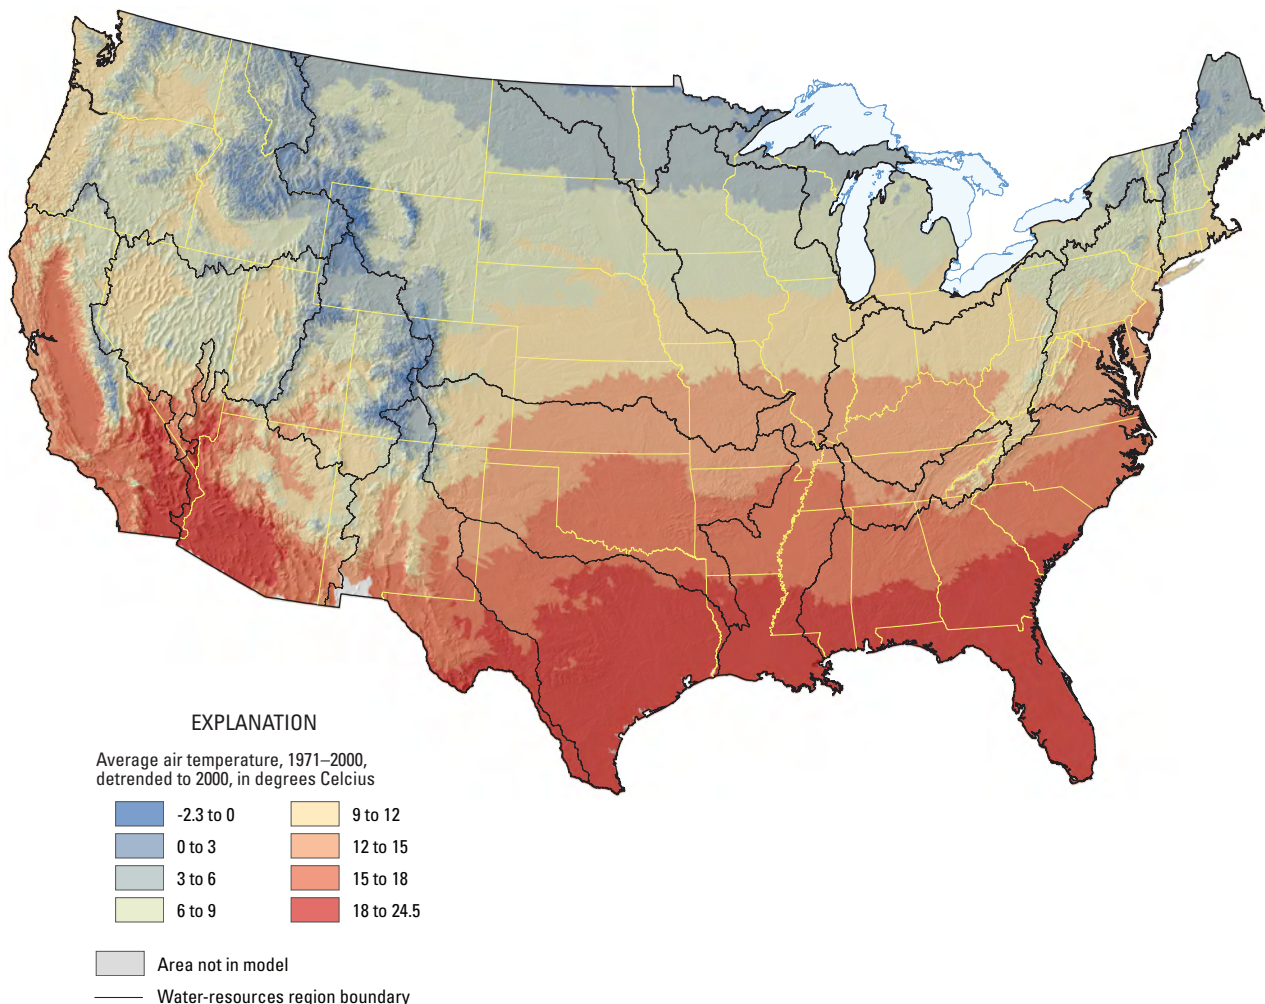 EXPLANATION
Average air temperature, 1971–2000,
detrended to 2000, in degrees Celcius
-2.3 to 0
0 to 3
3 to 6
6 to 9
9 to 12
12 to 15
15 to 18
18 to 24.5
Area not in model
Water-resources region boundary